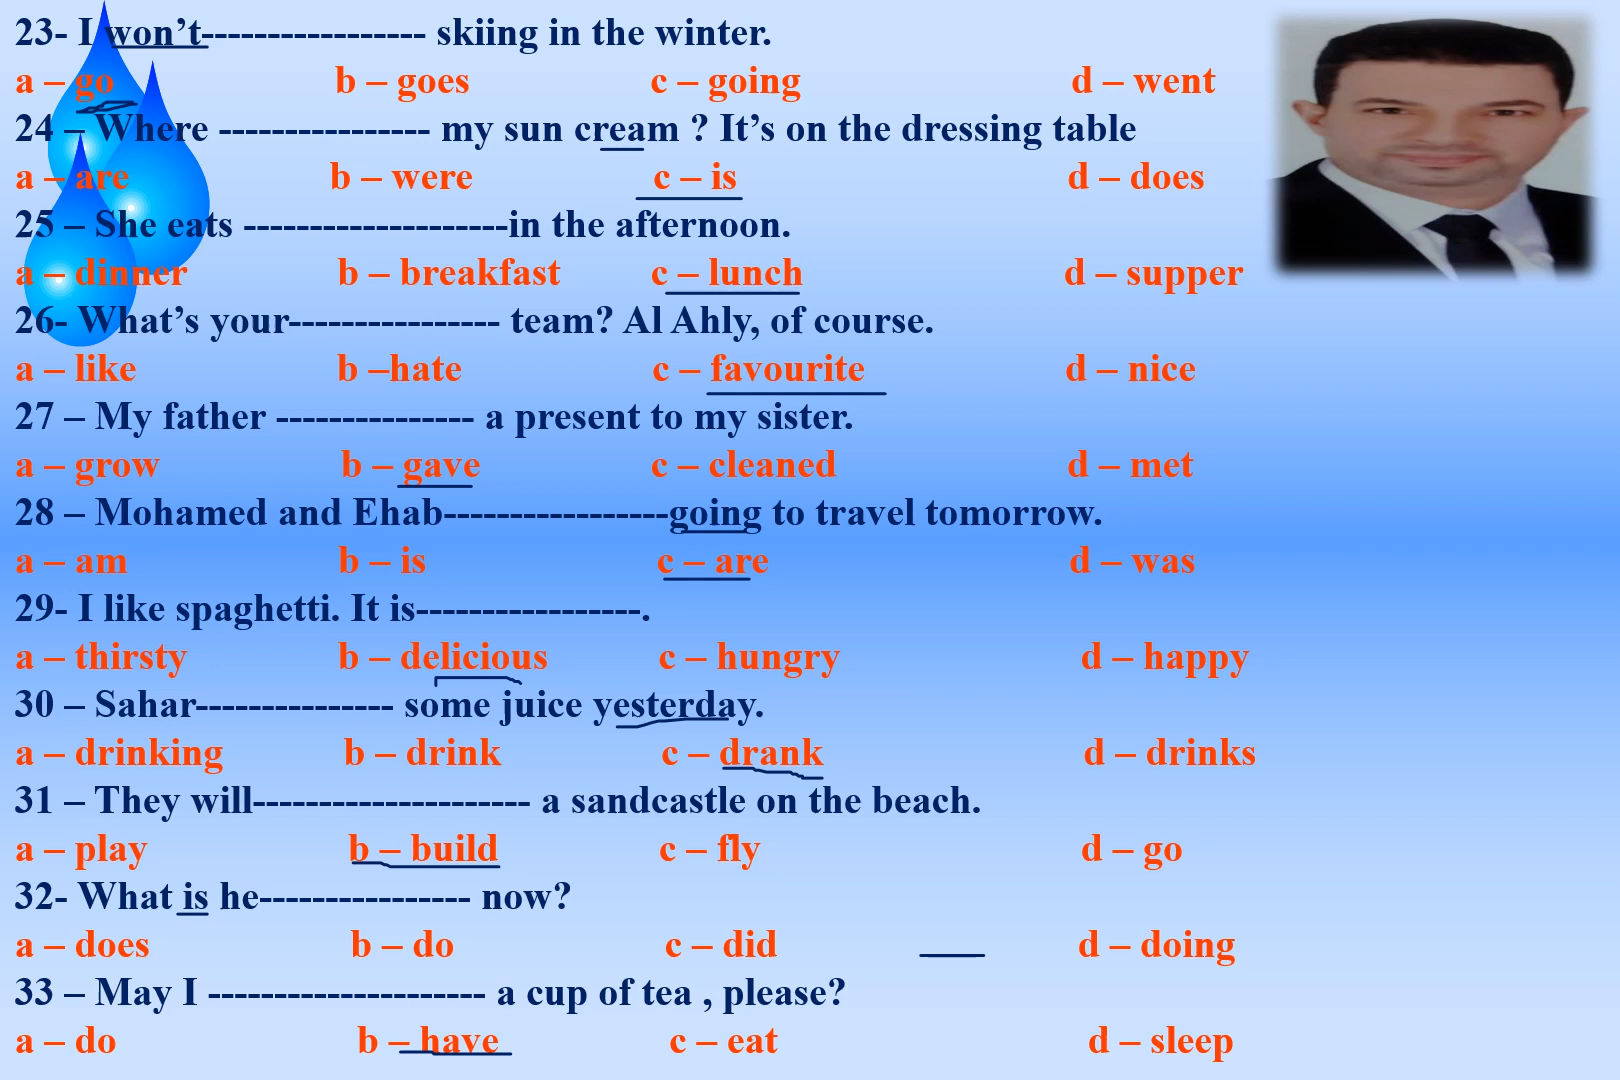 23- I won't----------------- skiing in the winter.
a – go b – goes c – going d – went
24 – Where ---------------- my sun cream ? It's on the dressing table
a – are b – were c – is d – does
25 – She eats --------------------in the afternoon.
a – dinner b – breakfast c – lunch d – supper
26- What's your---------------- team? Al Ahly, of course.
a – like b –hate c – favourite d – nice
27 – My father --------------- a present to my sister.
a – grow b – gave c – cleaned d – met
28 – Mohamed and Ehab-----------------going to travel tomorrow.
a – am b – is c – are d – was
29- I like spaghetti. It is-----------------.
a – thirsty b – delicious c – hungry d – happy
30 – Sahar--------------- some juice yesterday.
a – drinking b – drink c – drank d – drinks
31 – They will--------------------- a sandcastle on the beach.
a – play b – build c – fly d – go
32- What is he---------------- now?
a – does b – do c – did d – doing
33 – May I --------------------- a cup of tea , please?
a – do b – have c – eat d – sleep